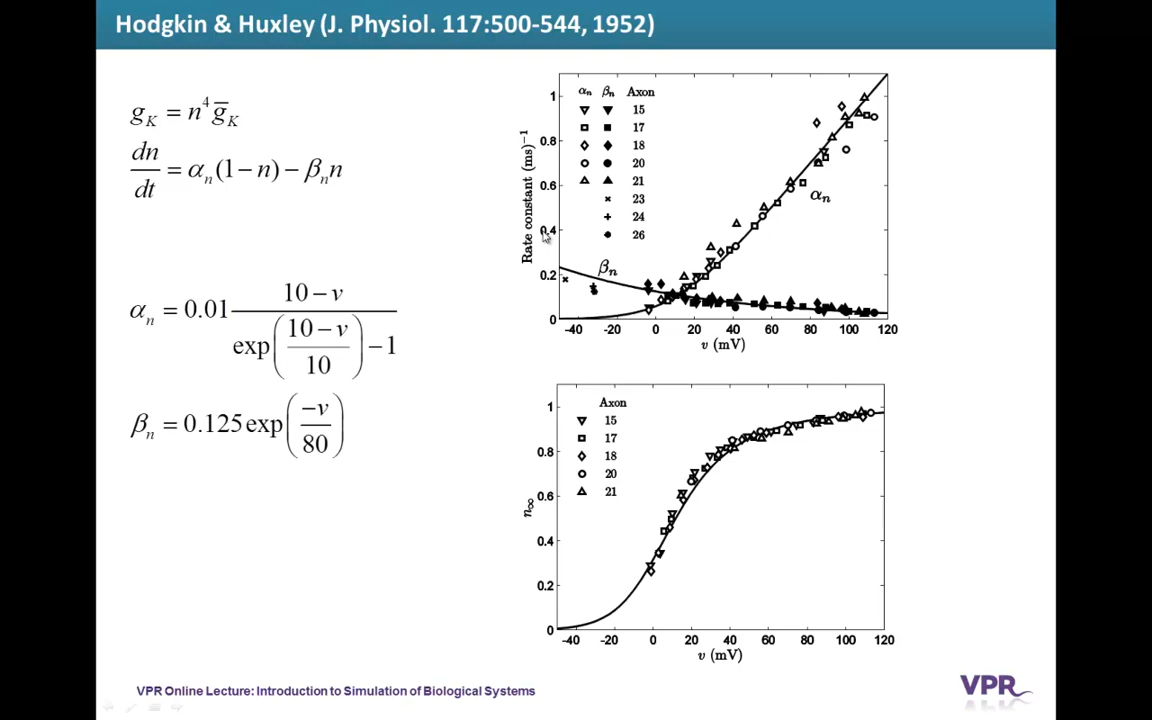 Hodgkin & Huxley (J. Physiol. 117:500-544, 1952)
g_K = n^4 ḡ_K
dn/dt = α_n(1 − n) − β_n n
α_n = 0.01 (10 − v) / (exp((10 − v)/10) − 1)
β_n = 0.125 exp(−v/80)
α_n β_n Axon
15
17
18
20
21
23
24
26
Rate constant (ms)^−1
1
0.8
0.6
0.4
0.2
0
α_n
β_n
-40 -20 0 20 40 60 80 100 120
v (mV)
Axon
15
17
18
20
21
n_∞
1
0.8
0.6
0.4
0.2
0
-40 -20 0 20 40 60 80 100 120
v (mV)
VPR Online Lecture: Introduction to Simulation of Biological Systems
VPR